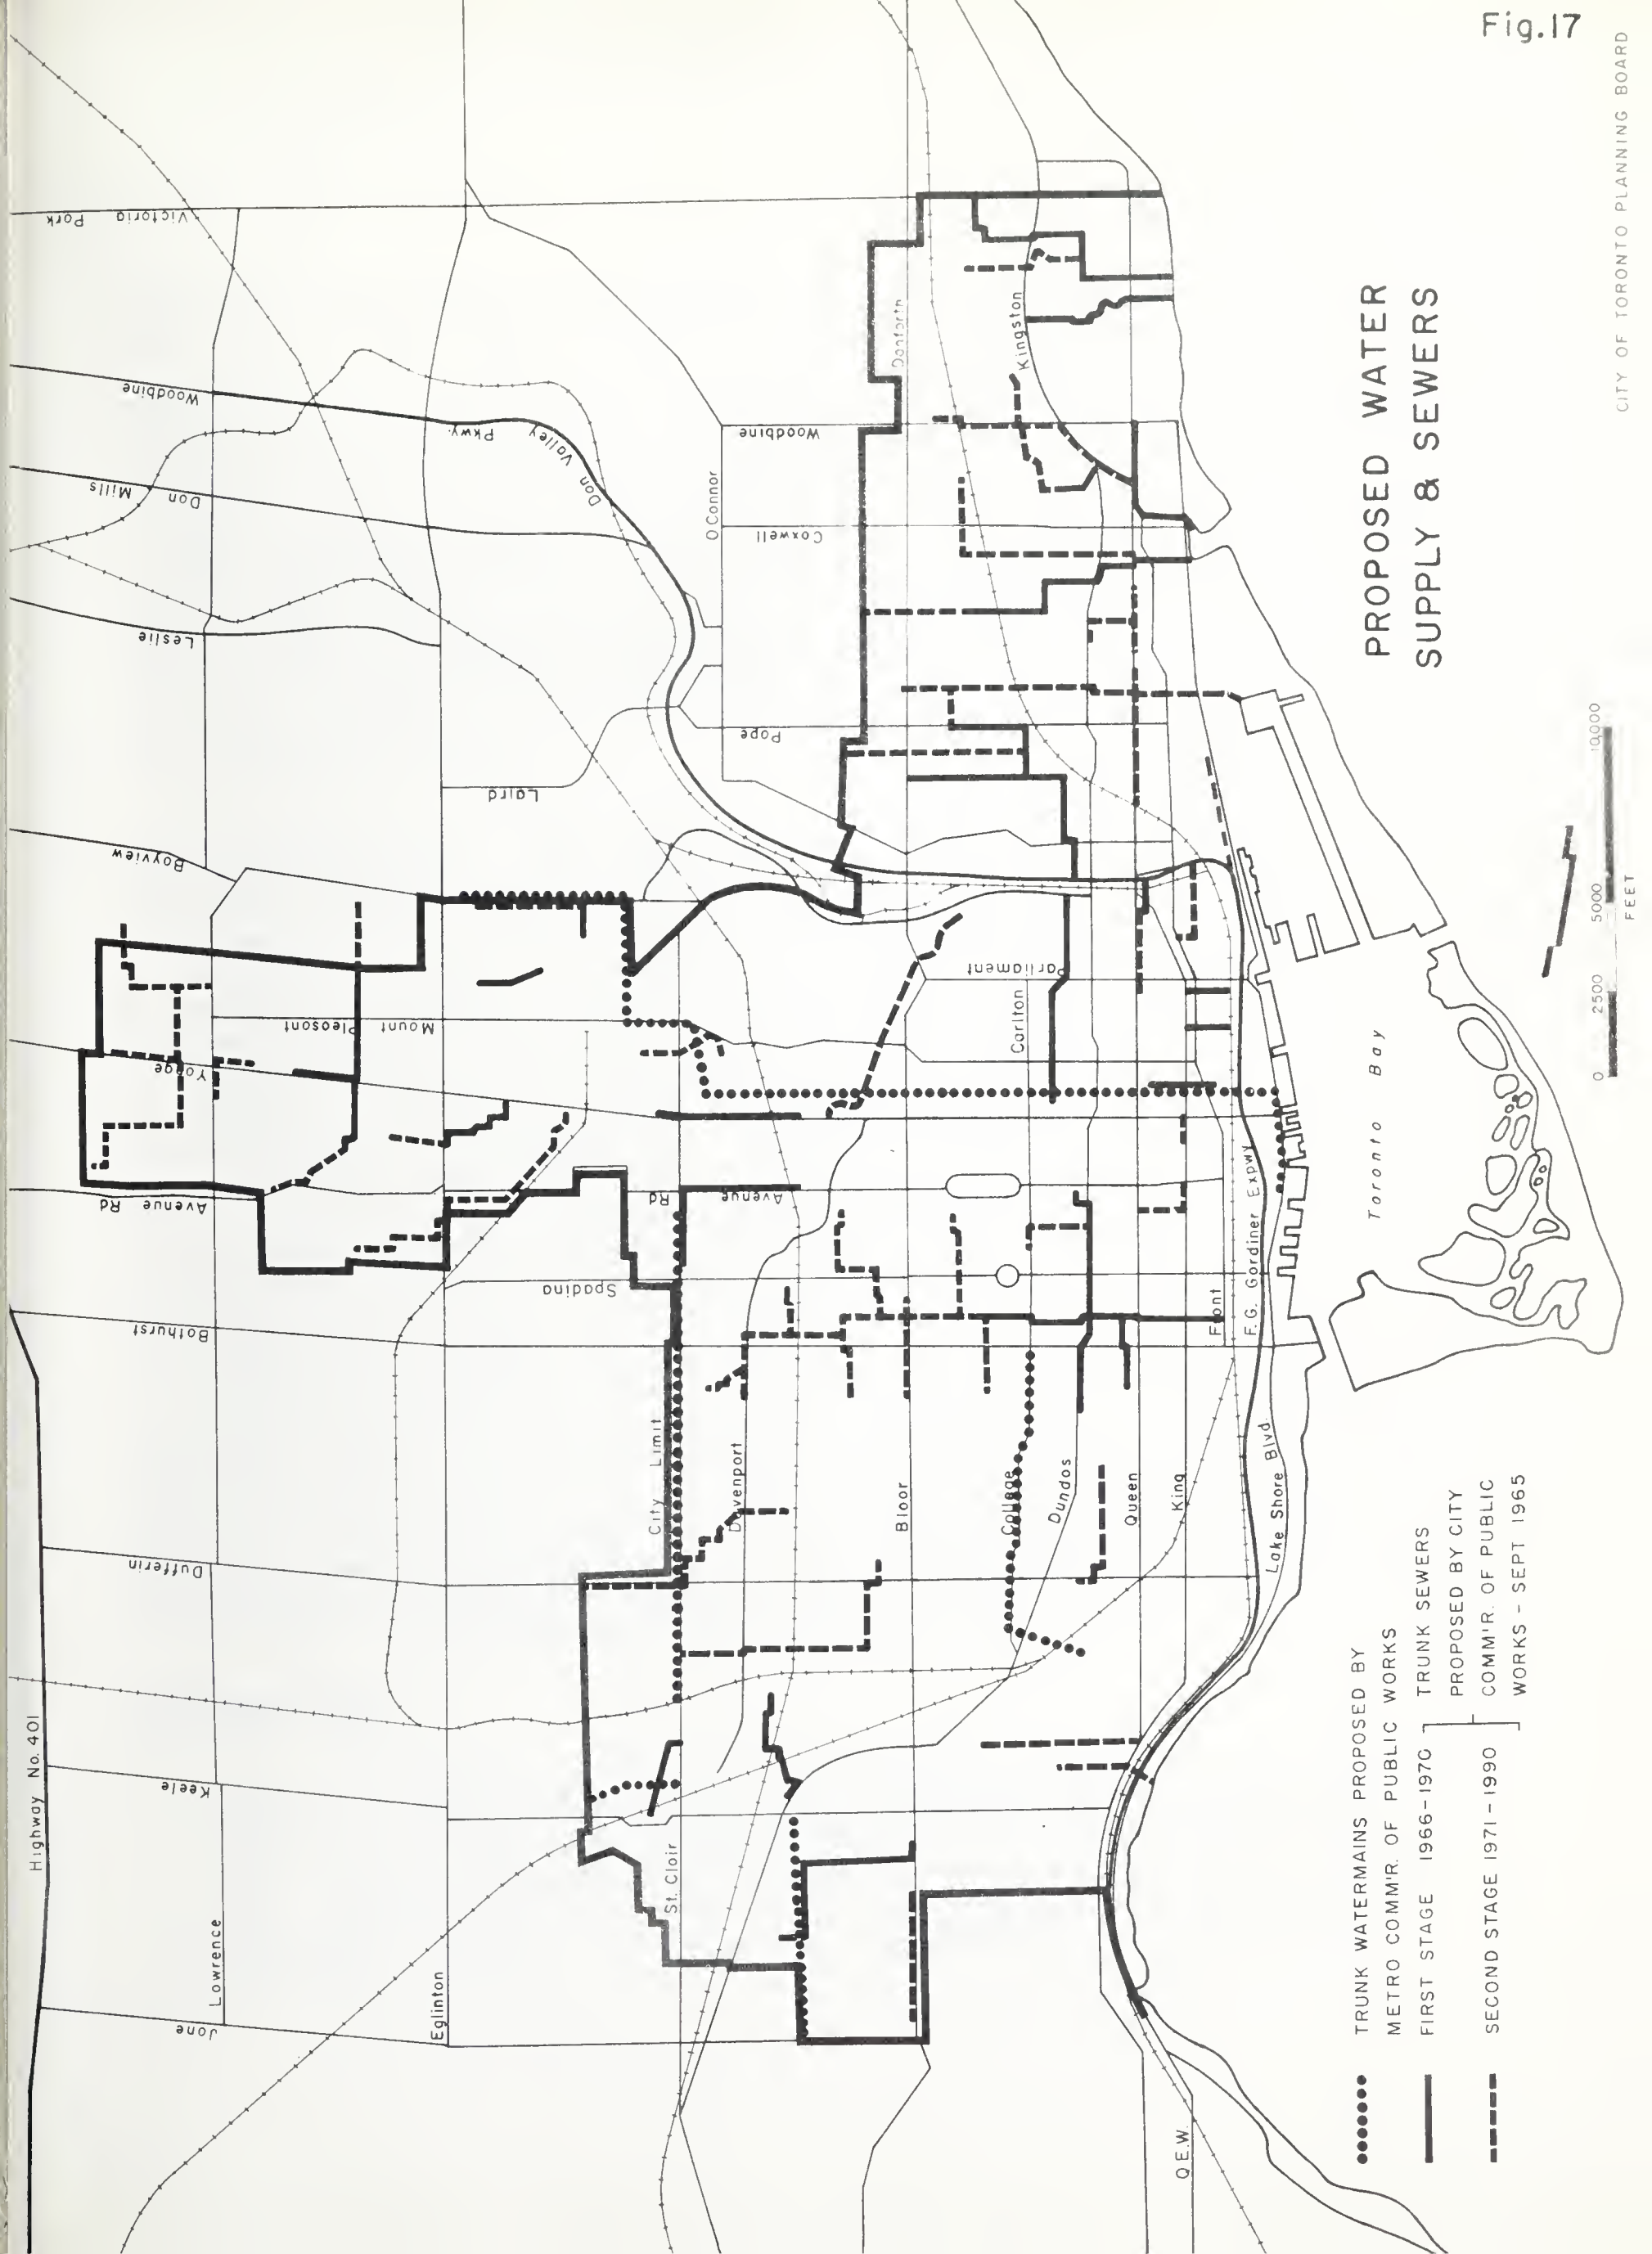 Fig.17
CITY OF TORONTO PLANNING BOARD
PROPOSED WATER
SUPPLY & SEWERS
TRUNK WATERMAINS PROPOSED BY
METRO COMM'R. OF PUBLIC WORKS
FIRST STAGE 1966-1970
SECOND STAGE 1971-1990
TRUNK SEWERS
PROPOSED BY CITY
COMM'R. OF PUBLIC
WORKS - SEPT 1965
0 2500 5000 10,000
FEET
Highway No. 401
Lawrence
Eglinton
St. Clair
City Limit
Davenport
Bloor
College
Dundas
Queen
King
Front
F. G. Gardiner Expwy
Lake Shore Blvd
Q.E.W.
Jane
Keele
Dufferin
Bathurst
Spadina
Avenue Rd
Avenue Rd
Yonge
Mount Pleasant
Bayview
Laird
Leslie
Don Mills
Don Valley Pkwy.
Woodbine
Victoria Park
O'Connor
Woodbine
Coxwell
Pape
Danforth
Kingston
Parliament
Carlton
Toronto Bay